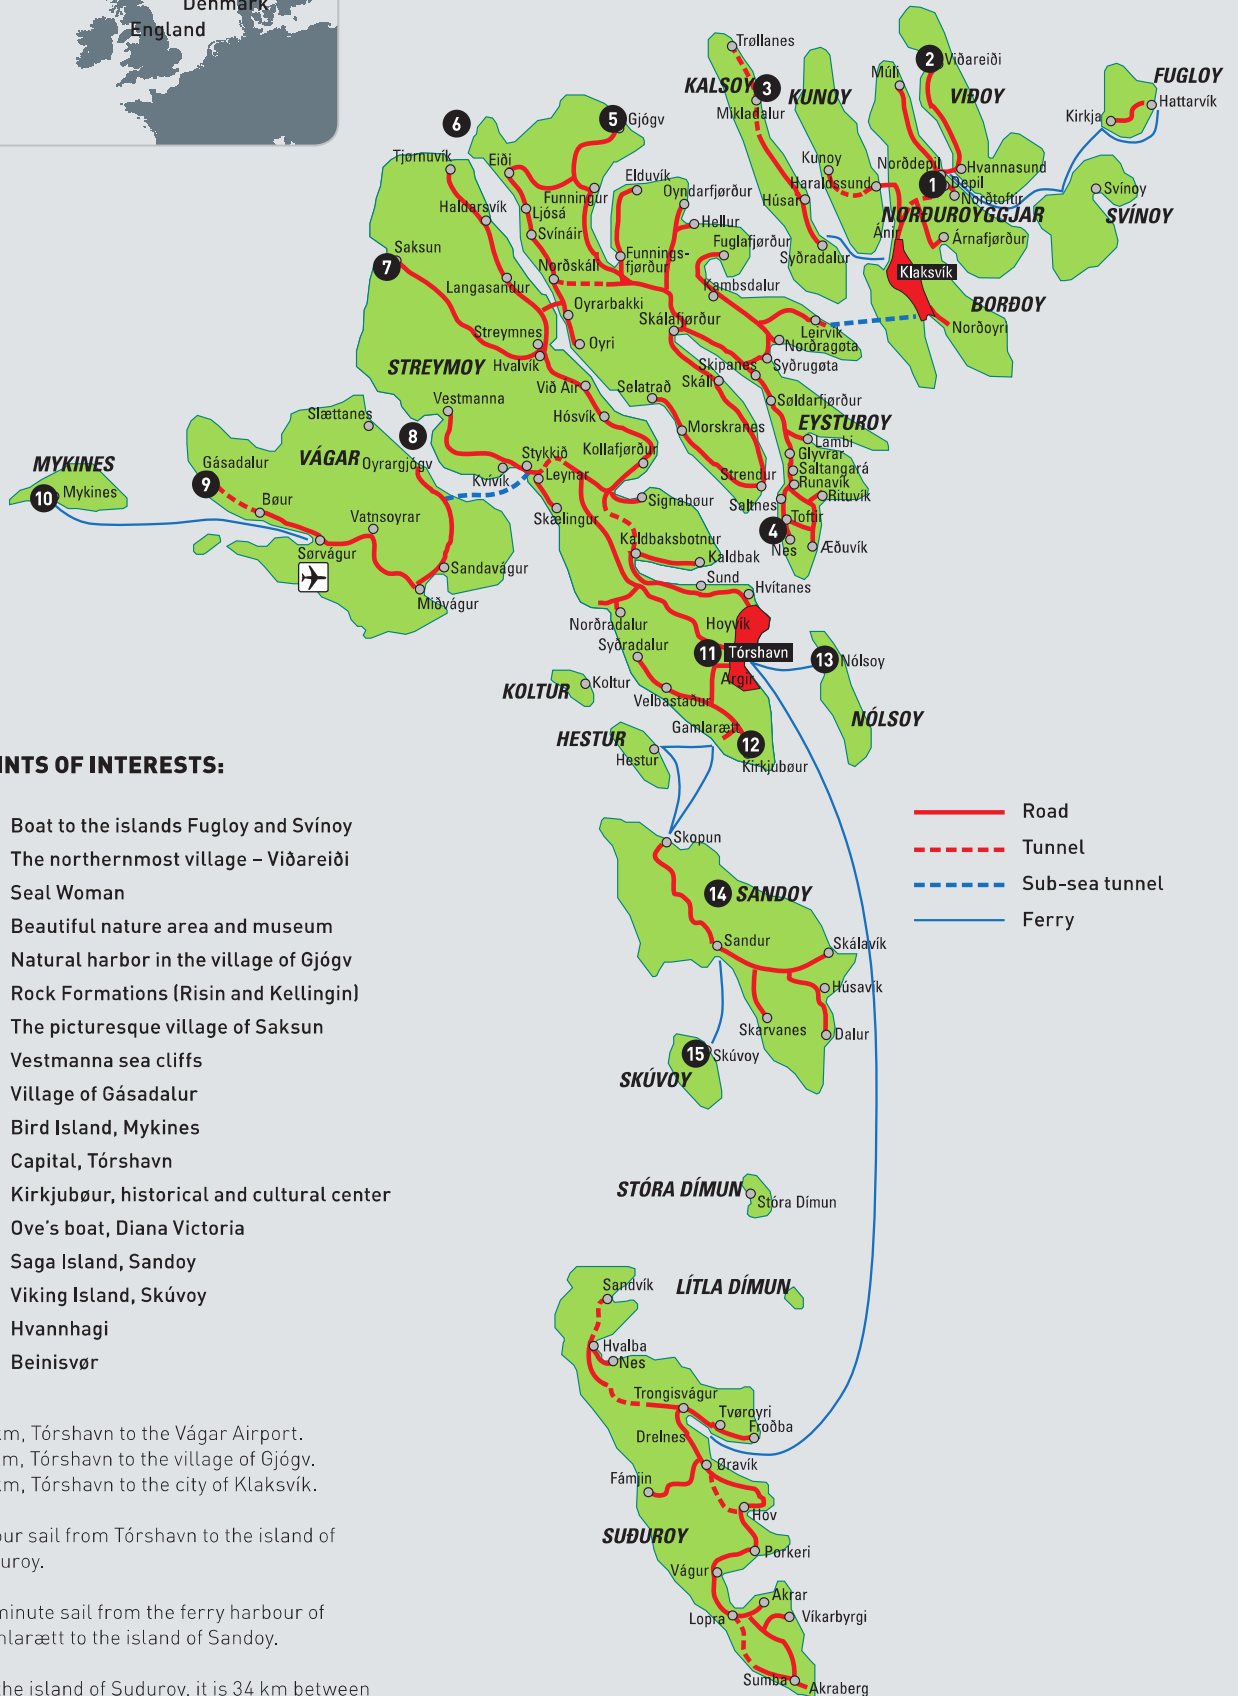 Denmark
England
Trøllanes
KALSOY
3
Mikladalur
KUNOY
Múli
2
Viðareiði
VIÐOY
FUGLOY
Hattarvík
Kirkja
6
5
Gjógv
Tjørnuvík
Eiði
Funningur
Elduvík
Oyndarfjørður
Kunoy
Haraldssund
Norðdepil
Hvannasund
1
Depil
Norðtoftir
Svínoy
SVÍNOY
NORÐUROYGGJAR
Haldarsvík
Ljósá
Svínáir
Hellur
Húsar
Ánir
Árnafjørður
Saksun
7
Funnings-
fjørður
Fuglafjørður
Syðradalur
Klaksvík
Norðskáli
Langasandur
Kambsdalur
BORÐOY
Oyrarbakki
Skálafjørður
Leirvík
Norðoyri
Streymnes
Oyri
Norðragøta
Hvalvík
STREYMOY
Skipanes
Syðrugøta
Við Áir
Selatrað
Skáli
Vestmanna
Søldarfjørður
Slættanes
Hósvík
EYSTUROY
8
Morskranes
Lambi
Glyvrar
MYKINES
Gásadalur
VÁGAR
Oyrargjógv
Stykkið
Kollafjørður
Saltangará
9
Kvívík
Leynar
Strendur
Runavík
10
Mykines
Bøur
Signabøur
Saltnes
Rituvík
Vatnsoyrar
Skælingur
Toftir
4
Sørvágur
Kaldbaksbotnur
Nes
Æðuvík
Sandavágur
Kaldbak
Sund
Miðvágur
Hvítanes
Norðradalur
Hoyvík
Syðradalur
11
Tórshavn
13
Nólsoy
Argir
KOLTUR
Koltur
Velbastaður
NÓLSOY
HESTUR
Gamlarætt
12
Hestur
Kirkjubøur
INTS OF INTERESTS:
Boat to the islands Fugloy and Svínoy
The northernmost village – Viðareiði
Seal Woman
Beautiful nature area and museum
Natural harbor in the village of Gjógv
Rock Formations (Risin and Kellingin)
The picturesque village of Saksun
Vestmanna sea cliffs
Village of Gásadalur
Bird Island, Mykines
Capital, Tórshavn
Kirkjubøur, historical and cultural center
Ove's boat, Diana Victoria
Saga Island, Sandoy
Viking Island, Skúvoy
Hvannhagi
Beinisvør
Road
Tunnel
Sub-sea tunnel
Ferry
Skopun
14
SANDOY
Sandur
Skálavík
Húsavík
Skarvanes
Dalur
15
Skúvoy
SKÚVOY
STÓRA DÍMUN
Stóra Dímun
Sandvík
LÍTLA DÍMUN
Hvalba
Nes
Trongisvágur
Tvøroyri
Froðba
Drelnes
Øravík
Fámjin
Hov
SUÐUROY
Porkeri
Vágur
Akrar
Lopra
Víkarbyrgi
Sumba
Akraberg
km, Tórshavn to the Vágar Airport.
m, Tórshavn to the village of Gjógv.
km, Tórshavn to the city of Klaksvík.
our sail from Tórshavn to the island of
duroy.
minute sail from the ferry harbour of
mlarætt to the island of Sandoy.
the island of Suduroy, it is 34 km between